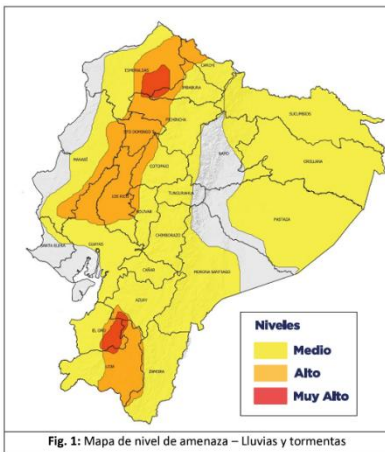 ESMERALDAS
CARCHI
IMBABURA
SUCUMBIOS
PICHINCHA
STO DOMINGO
ORELLANA
NAPO
MANABI
COTOPAXI
LOS RIOS
TUNGURAHUA
PASTAZA
BOLIVAR
CHIMBORAZO
SANTA ELENA
GUAYAS
MORONA SANTIAGO
CAÑAR
AZUAY
EL ORO
LOJA
ZAMORA
Niveles
Medio
Alto
Muy Alto
Fig. 1: Mapa de nivel de amenaza – Lluvias y tormentas